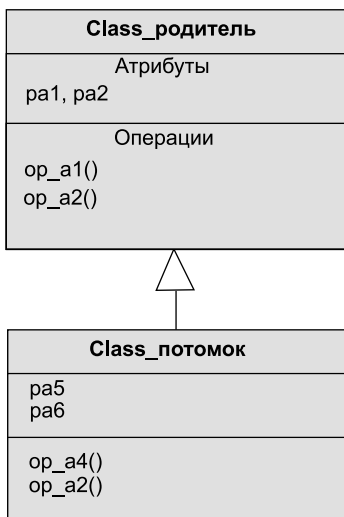 Class_родитель
Атрибуты
pa1, pa2
Операции
op_a1()
op_a2()
Class_потомок
pa5
pa6
op_a4()
op_a2()